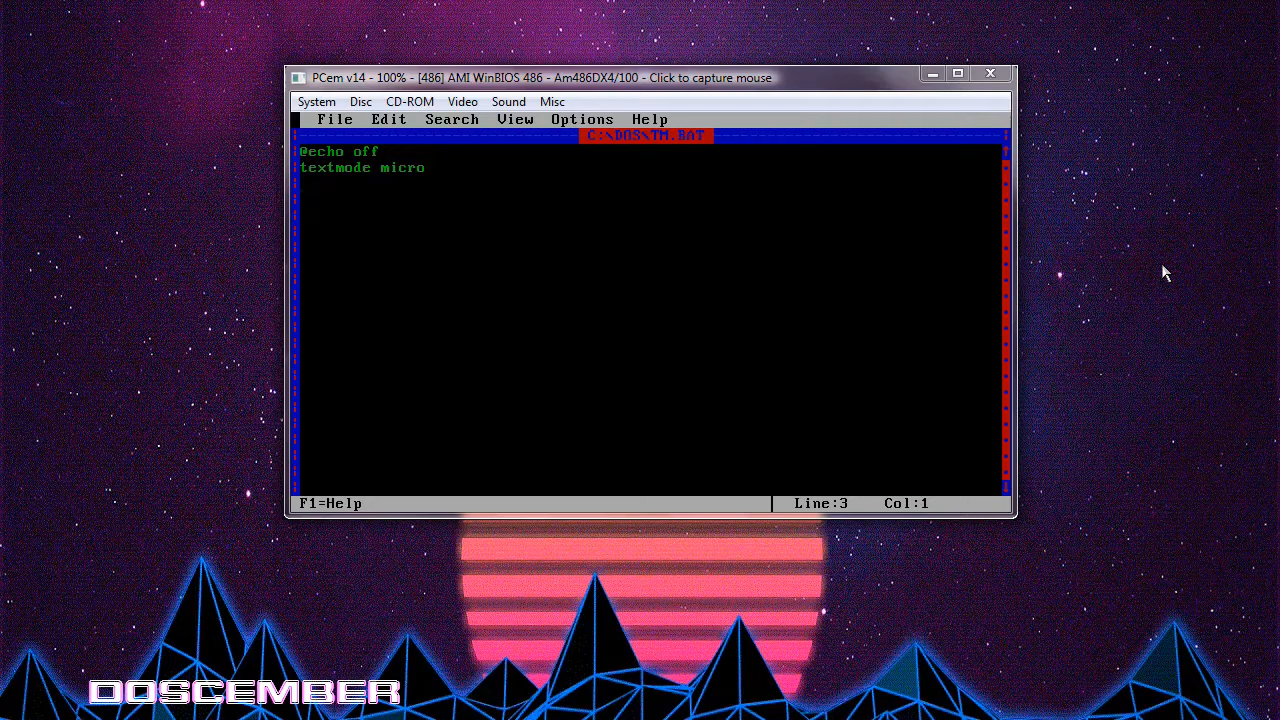 PCem v14 - 100% - [486] AMI WinBIOS 486 - Am486DX4/100 - Click to capture mouse
System Disc CD-ROM Video Sound Misc
File Edit Search View Options Help
C:\DOS\TM.BAT
@echo off
textmode micro
F1=Help Line:3 Col:1
DOSCEMBER